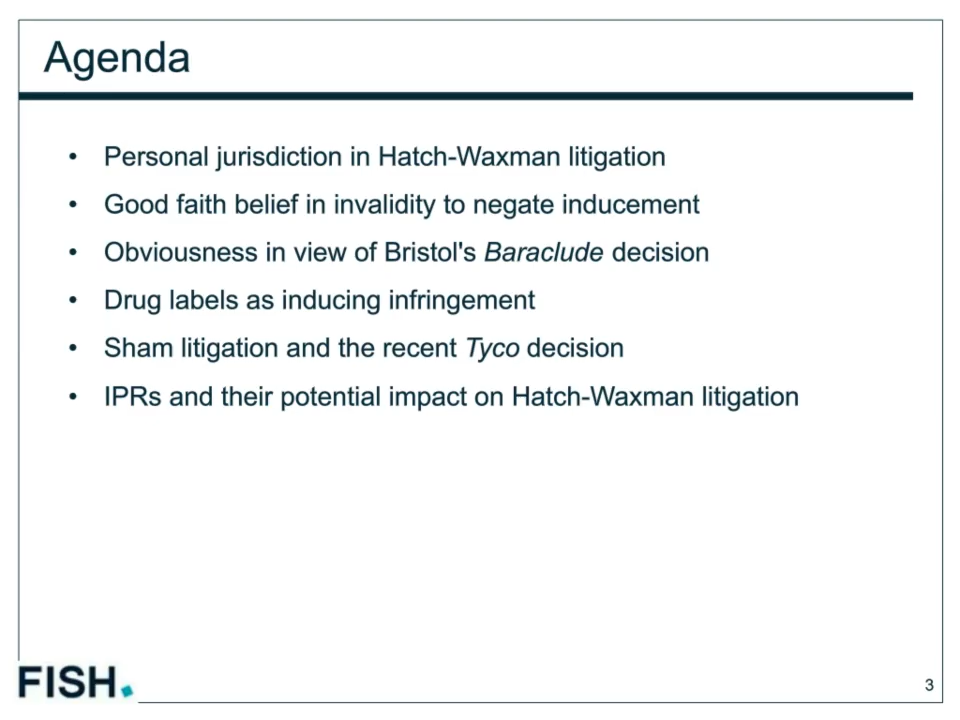 Agenda
• Personal jurisdiction in Hatch-Waxman litigation
• Good faith belief in invalidity to negate inducement
• Obviousness in view of Bristol's Baraclude decision
• Drug labels as inducing infringement
• Sham litigation and the recent Tyco decision
• IPRs and their potential impact on Hatch-Waxman litigation
FISH.
3